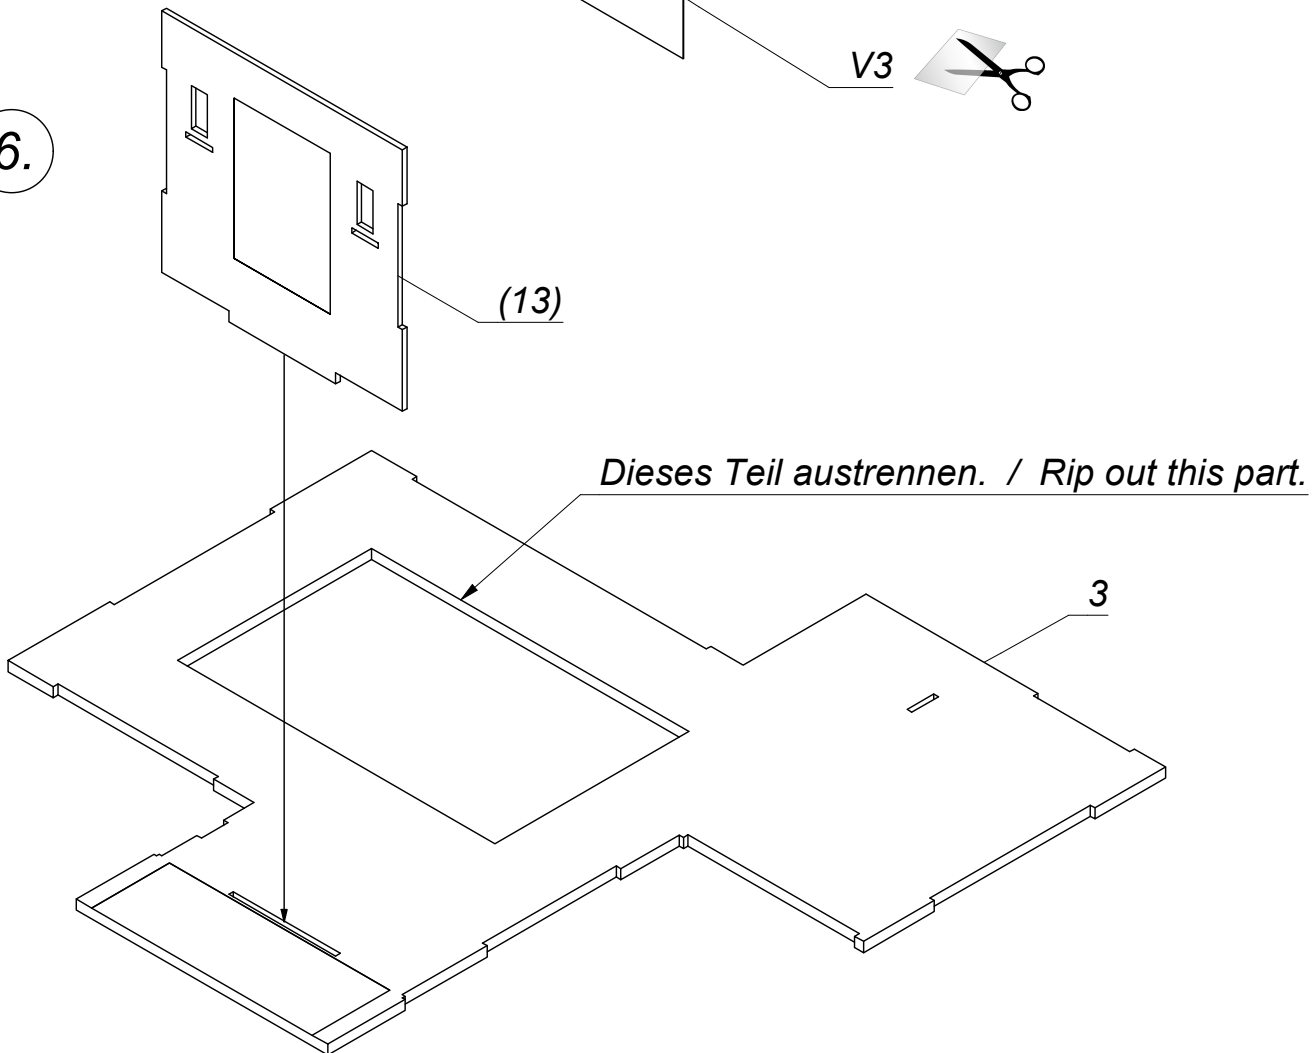 V3
6.
(13)
Dieses Teil austrennen. / Rip out this part.
3